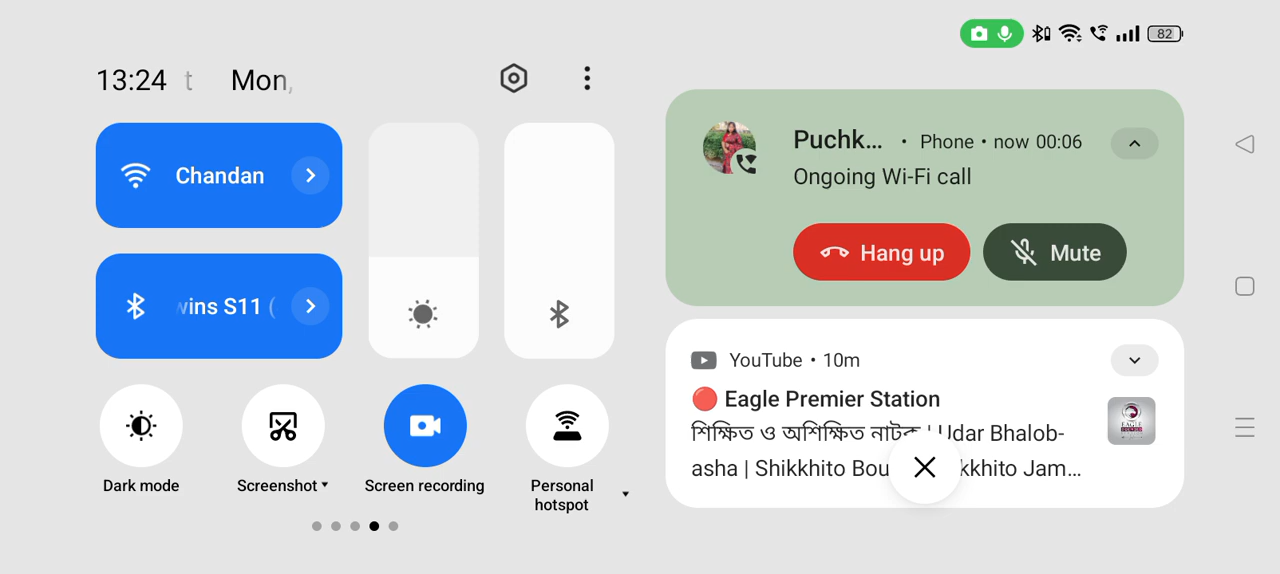 82
13:24 Mon,
Chandan
ins S11 (
Dark mode
Screenshot
Screen recording
Personal
hotspot
Puchk... • Phone • now 00:06
Ongoing Wi-Fi call
Hang up
Mute
YouTube • 10m
🔴 Eagle Premier Station
শিক্ষিত ও অশিক্ষিত নাটক | Udar Bhalob-
asha | Shikkhito Bou kkhito Jam...
EAGLE